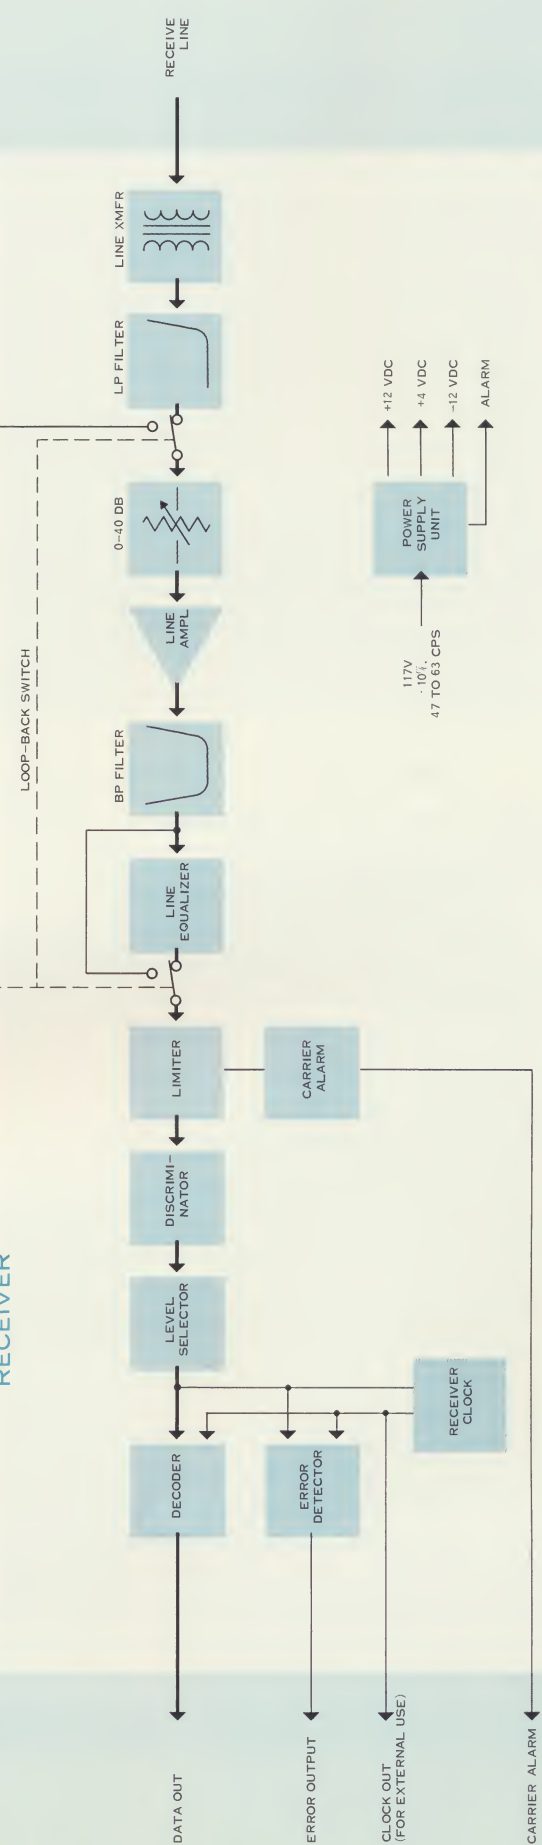 RECEIVE
LINE
LINE XMFR
LP FILTER
0-40 DB
LINE
AMPL
LOOP-BACK SWITCH
BP FILTER
LINE
EQUALIZER
LIMITER
CARRIER
ALARM
DISCRIMI-
NATOR
RECEIVER
LEVEL
SELECTOR
RECEIVER
CLOCK
DECODER
ERROR
DETECTOR
DATA OUT
ERROR OUTPUT
CLOCK OUT
(FOR EXTERNAL USE)
CARRIER ALARM
+12 VDC
+4 VDC
-12 VDC
ALARM
POWER
SUPPLY
UNIT
117V
47 TO 63 CPS